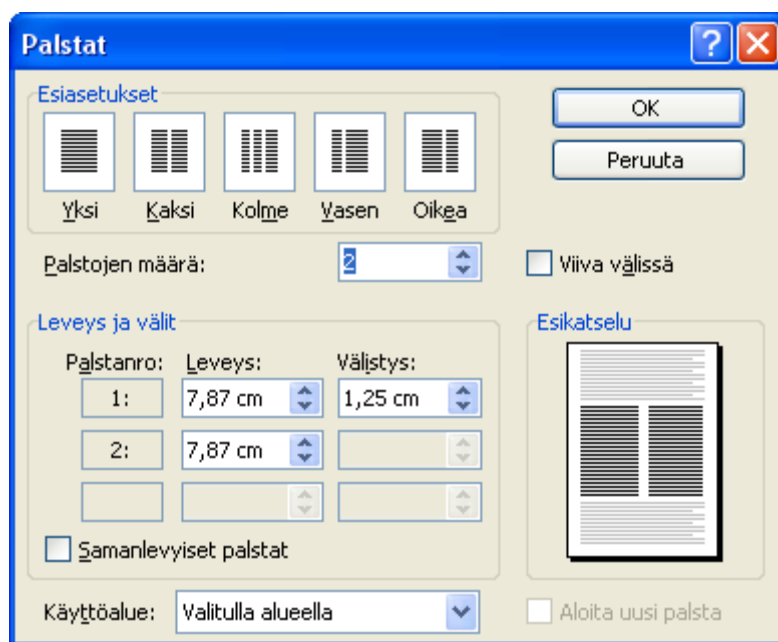 Palstat
Esiasetukset
OK
Peruuta
Yksi Kaksi Kolme Vasen Oikea
Palstojen määrä: 2 Viiva välissä
Leveys ja välit
Esikatselu
Palstanro: Leveys: Välistys:
1: 7,87 cm 1,25 cm
2: 7,87 cm
Samanlevyiset palstat
Käyttöalue: Valitulla alueella Aloita uusi palsta